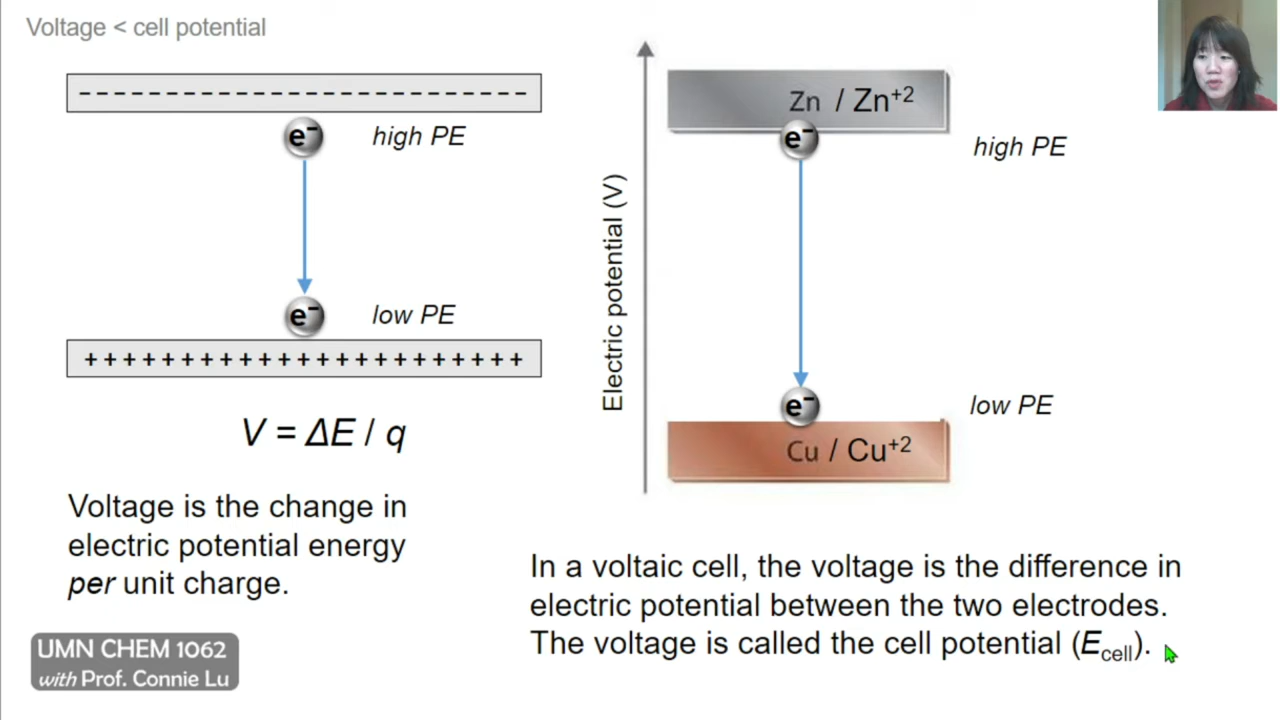 Voltage < cell potential
− − − − − − − − − − − − − − − − − − − − − − − − − − − −
e⁻ high PE
e⁻ low PE
+ + + + + + + + + + + + + + + + + + + + + + +
V = ΔE / q
Voltage is the change in
electric potential energy
per unit charge.
Electric potential (V)
Zn / Zn⁺²
e⁻
high PE
e⁻
low PE
Cu / Cu⁺²
In a voltaic cell, the voltage is the difference in
electric potential between the two electrodes.
The voltage is called the cell potential (E_cell).
UMN CHEM 1062
with Prof. Connie Lu